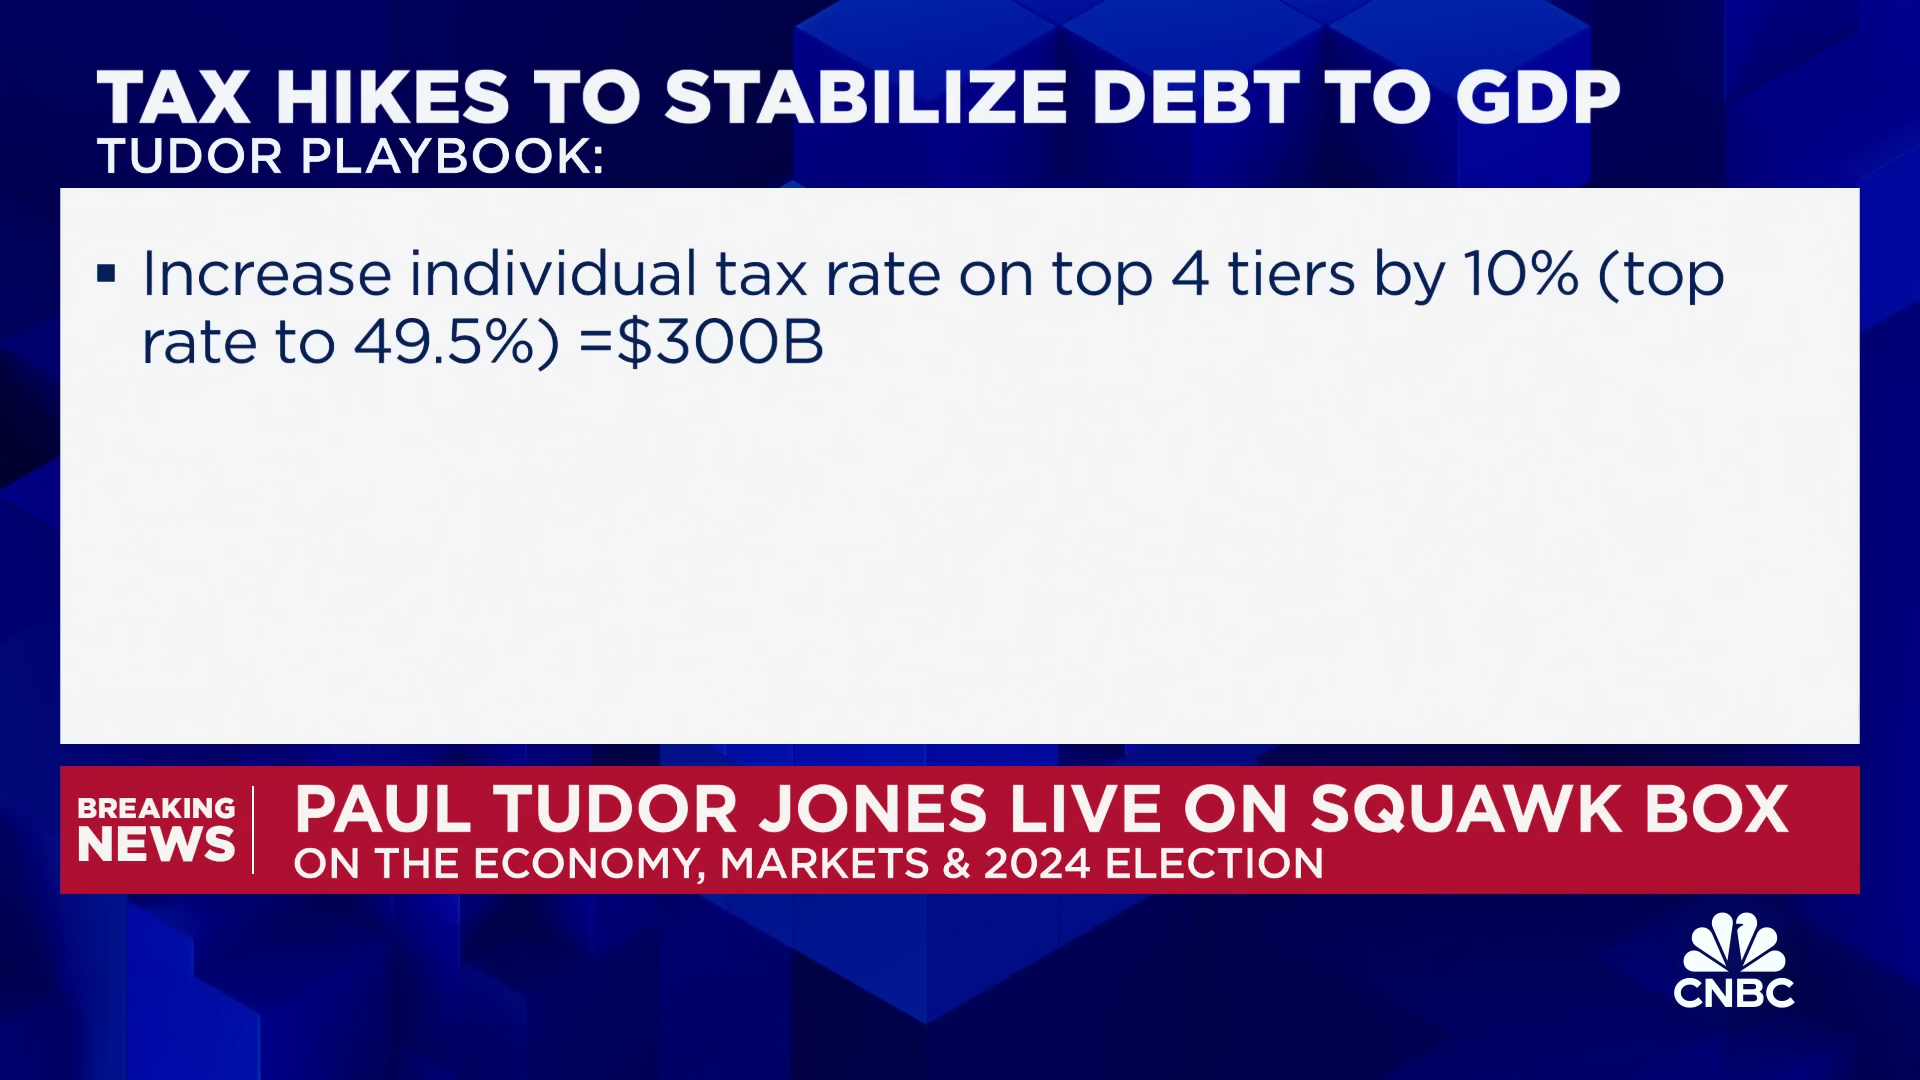 TAX HIKES TO STABILIZE DEBT TO GDP
TUDOR PLAYBOOK:
▪ Increase individual tax rate on top 4 tiers by 10% (top
rate to 49.5%) =$300B
BREAKING
NEWS
PAUL TUDOR JONES LIVE ON SQUAWK BOX
ON THE ECONOMY, MARKETS & 2024 ELECTION
CNBC